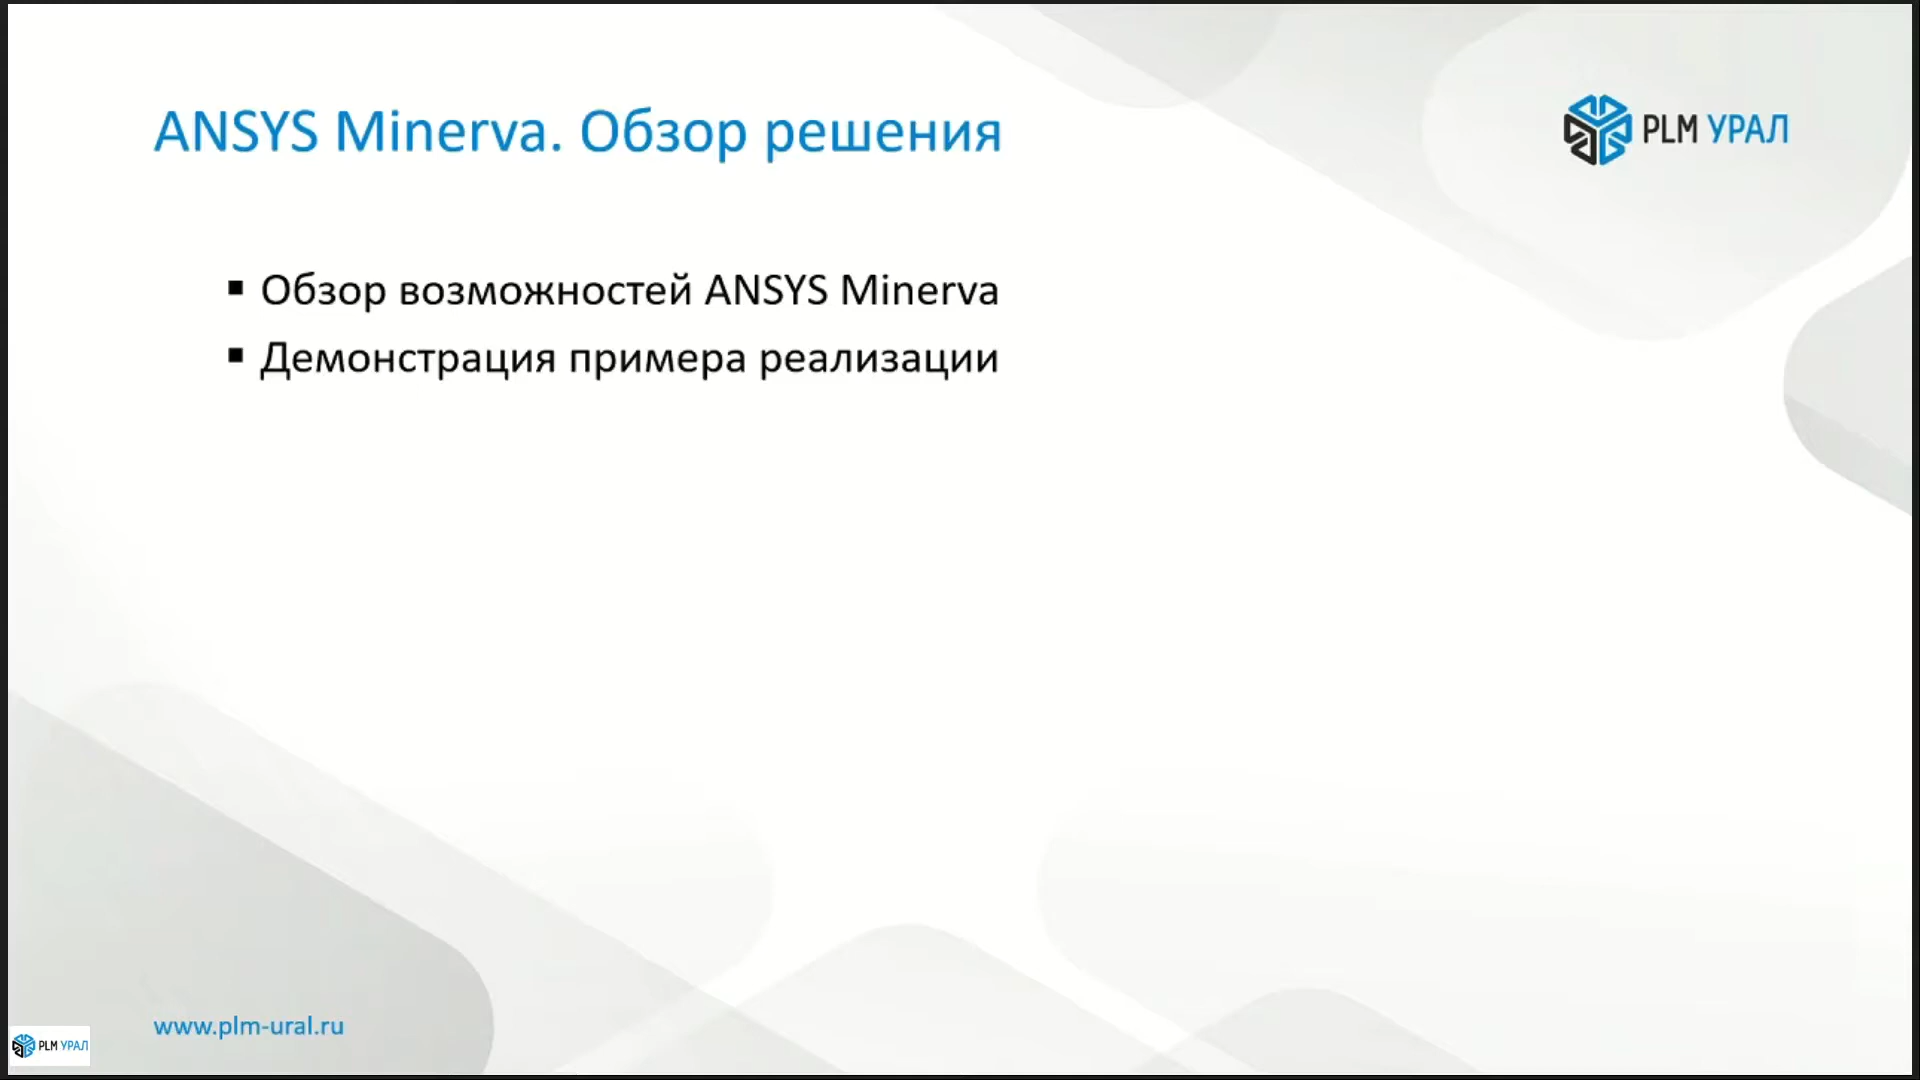 ANSYS Minerva. Обзор решения
PLM УРАЛ
▪ Обзор возможностей ANSYS Minerva
▪ Демонстрация примера реализации
www.plm-ural.ru
PLM УРАЛ